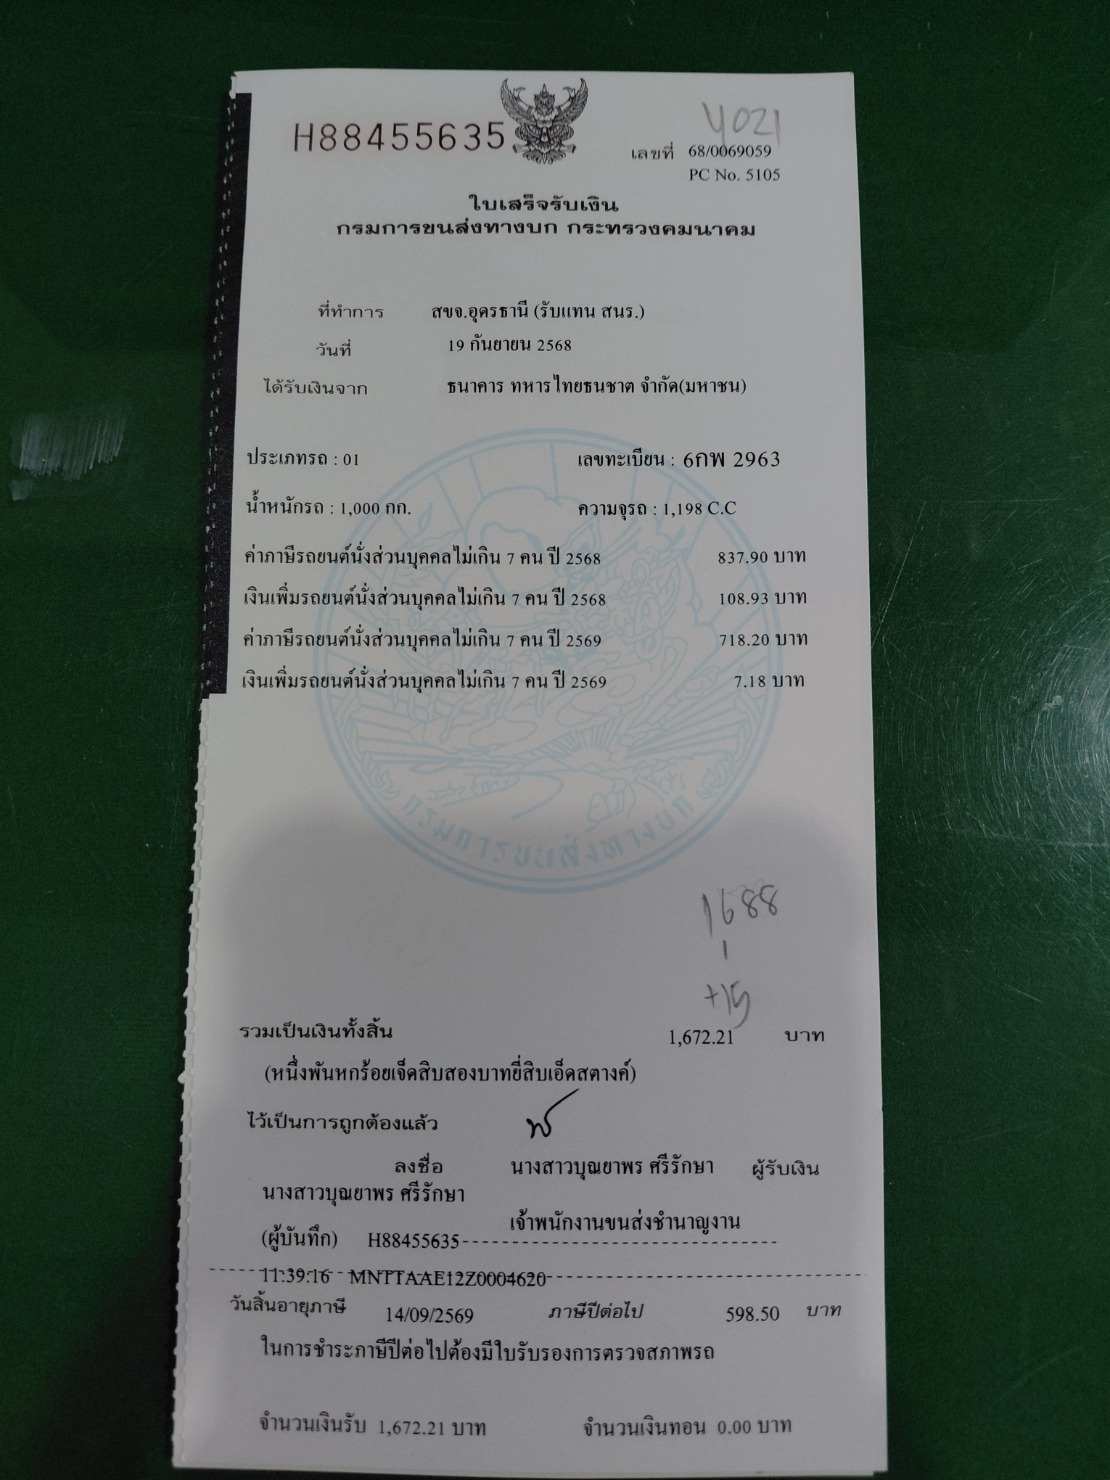 H88455635
4021
เลขที่ 68/0069059
PC No. 5105
ใบเสร็จรับเงิน
กรมการขนส่งทางบก กระทรวงคมนาคม
ที่ทำการ สขจ.อุดรธานี (รับแทน สนร.)
วันที่ 19 กันยายน 2568
ได้รับเงินจาก ธนาคาร ทหารไทยธนชาต จำกัด(มหาชน)
ประเภทรถ : 01 เลขทะเบียน : 6กพ 2963
น้ำหนักรถ : 1,000 กก. ความจุรถ : 1,198 C.C
ค่าภาษีรถยนต์นั่งส่วนบุคคลไม่เกิน 7 คน ปี 2568 837.90 บาท
เงินเพิ่มรถยนต์นั่งส่วนบุคคลไม่เกิน 7 คน ปี 2568 108.93 บาท
ค่าภาษีรถยนต์นั่งส่วนบุคคลไม่เกิน 7 คน ปี 2569 718.20 บาท
เงินเพิ่มรถยนต์นั่งส่วนบุคคลไม่เกิน 7 คน ปี 2569 7.18 บาท
กรมการขนส่งทางบก
1688
+15
รวมเป็นเงินทั้งสิ้น 1,672.21 บาท
(หนึ่งพันหกร้อยเจ็ดสิบสองบาทยี่สิบเอ็ดสตางค์)
ไว้เป็นการถูกต้องแล้ว
ลงชื่อ นางสาวบุณยาพร ศรีรักษา ผู้รับเงิน
นางสาวบุณยาพร ศรีรักษา
เจ้าพนักงานขนส่งชำนาญงาน
(ผู้บันทึก) H88455635
11:39:16 MNTTAAE12Z0004620
วันสิ้นอายุภาษี 14/09/2569 ภาษีปีต่อไป 598.50 บาท
ในการชำระภาษีปีต่อไปต้องมีใบรับรองการตรวจสภาพรถ
จำนวนเงินรับ 1,672.21 บาท จำนวนเงินทอน 0.00 บาท